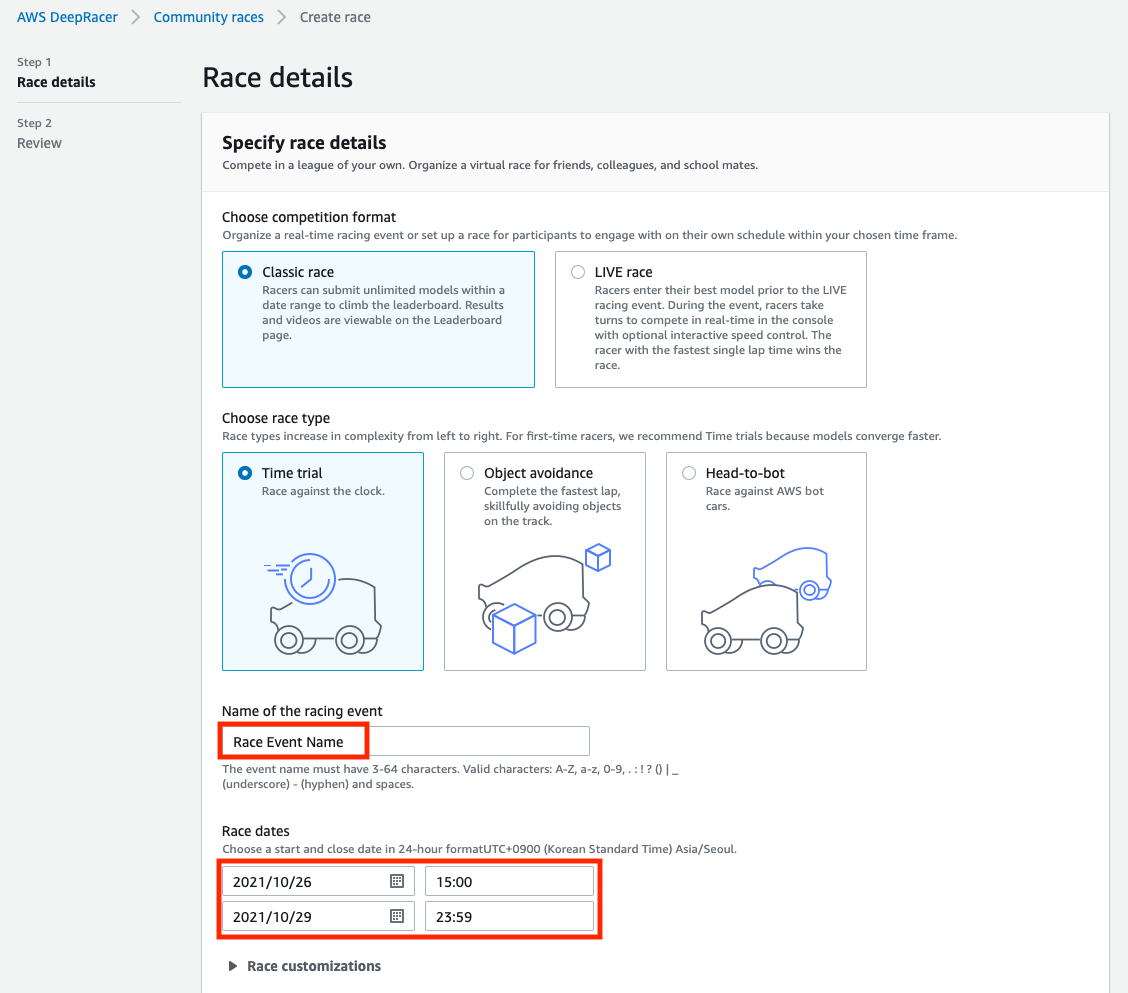 AWS DeepRacer > Community races > Create race
Step 1
Race details
Step 2
Review
Race details
Specify race details
Compete in a league of your own. Organize a virtual race for friends, colleagues, and school mates.
Choose competition format
Organize a real-time racing event or set up a race for participants to engage with on their own schedule within your chosen time frame.
Classic race
Racers can submit unlimited models within a
date range to climb the leaderboard. Results
and videos are viewable on the Leaderboard
page.
LIVE race
Racers enter their best model prior to the LIVE
racing event. During the event, racers take
turns to compete in real-time in the console
with optional interactive speed control. The
racer with the fastest single lap time wins the
race.
Choose race type
Race types increase in complexity from left to right. For first-time racers, we recommend Time trials because models converge faster.
Time trial
Race against the clock.
Object avoidance
Complete the fastest lap,
skillfully avoiding objects
on the track.
Head-to-bot
Race against AWS bot
cars.
Name of the racing event
Race Event Name
The event name must have 3-64 characters. Valid characters: A-Z, a-z, 0-9, . : ! ? () | _
(underscore) - (hyphen) and spaces.
Race dates
Choose a start and close date in 24-hour formatUTC+0900 (Korean Standard Time) Asia/Seoul.
2021/10/26 15:00
2021/10/29 23:59
Race customizations